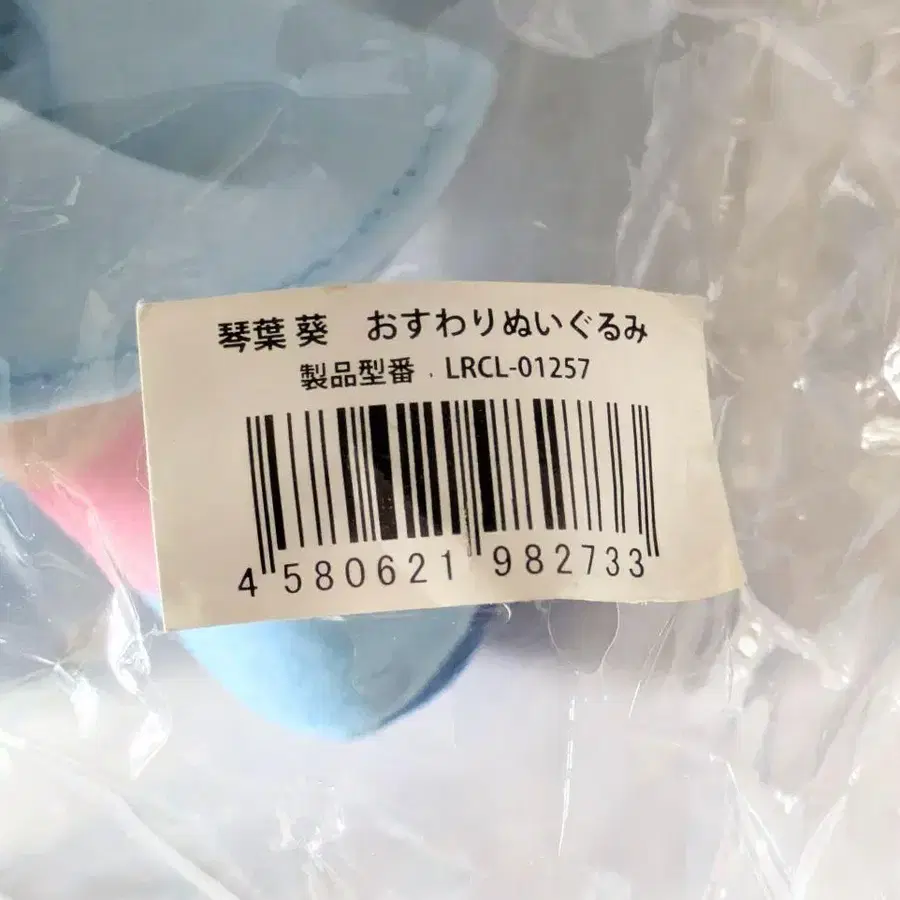 琴葉 葵　おすわりぬいぐるみ
製品型番 . LRCL-01257
4 580621 982733